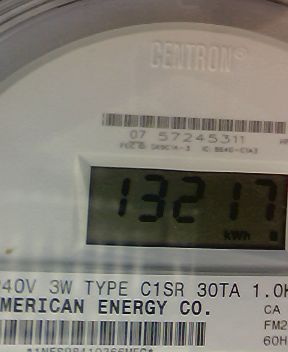 CENTRON®
07 57245311
13217
kWh
40V 3W TYPE C1SR 30TA 1.0K
MERICAN ENERGY CO.
CA
FM2
60H